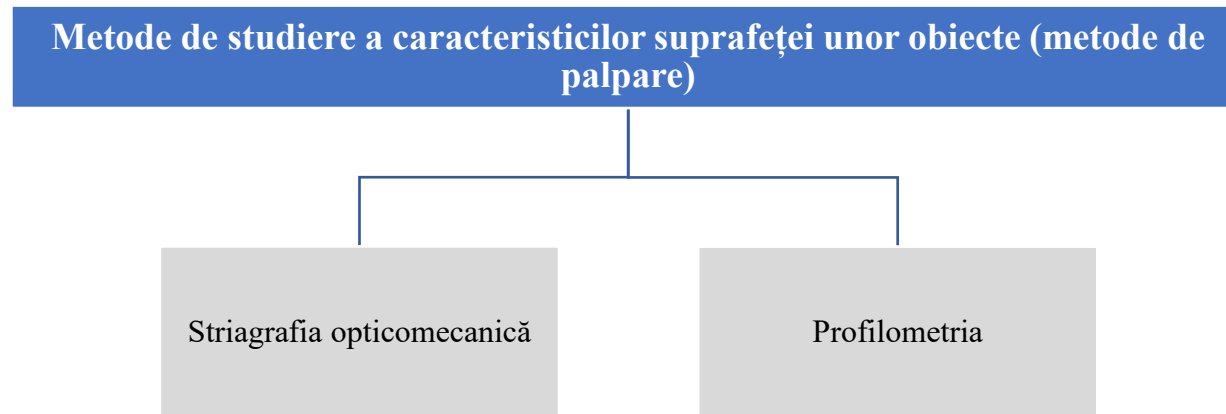 Metode de studiere a caracteristicilor suprafeței unor obiecte (metode de
palpare)
Striagrafia opticomecanică
Profilometria